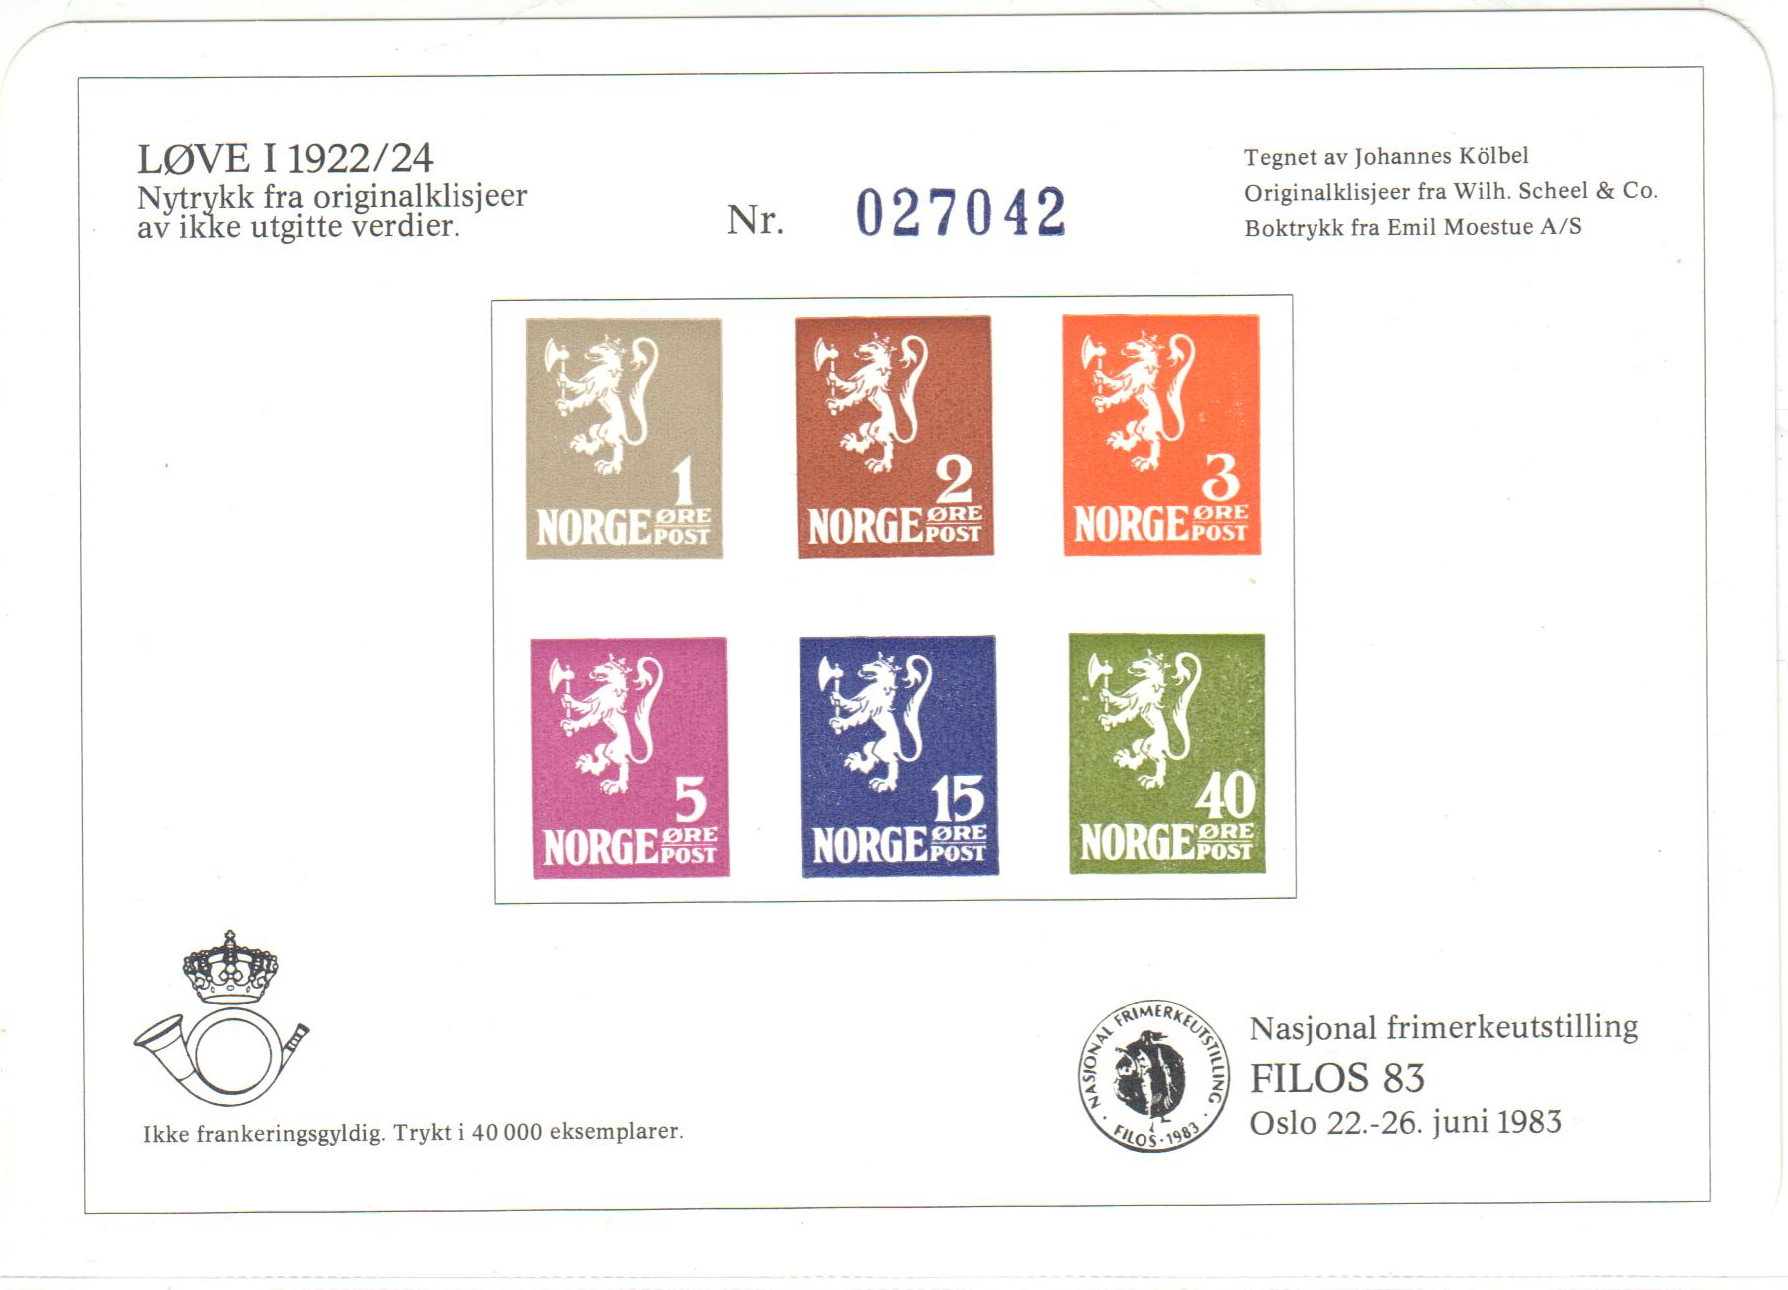 LØVE I 1922/24
Nytrykk fra originalklisjeer
av ikke utgitte verdier.
Nr. 027042
Tegnet av Johannes Kölbel
Originalklisjeer fra Wilh. Scheel & Co.
Boktrykk fra Emil Moestue A/S
1
NORGE ØRE POST
2
NORGE ØRE POST
3
NORGE ØRE POST
5
NORGE ØRE POST
15
NORGE ØRE POST
40
NORGE ØRE POST
Ikke frankeringsgyldig. Trykt i 40 000 eksemplarer.
NASJONAL FRIMERKEUTSTILLING · FILOS · 1983 ·
Nasjonal frimerkeutstilling
FILOS 83
Oslo 22.-26. juni 1983